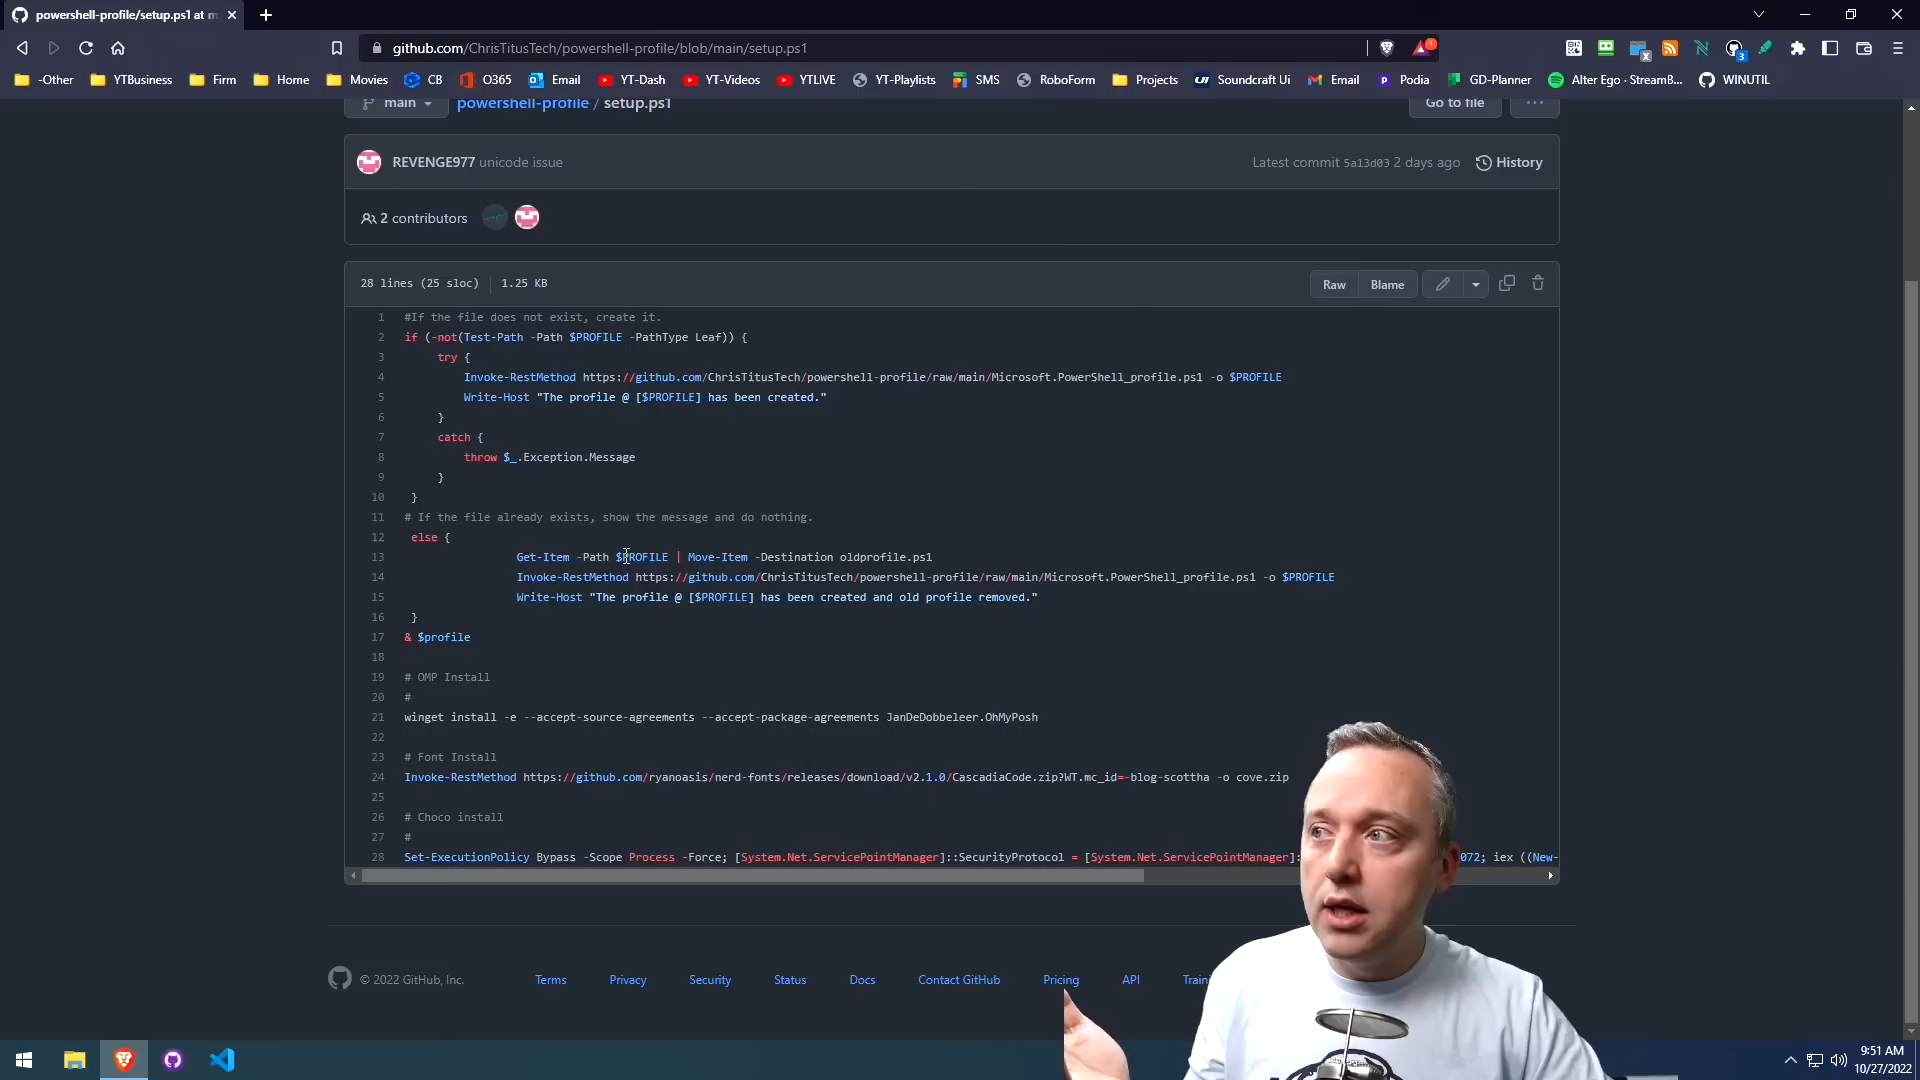 powershell-profile/setup.ps1 at m
github.com/ChrisTitusTech/powershell-profile/blob/main/setup.ps1
-Other YTBusiness Firm Home Movies CB O365 Email YT-Dash YT-Videos YTLIVE YT-Playlists SMS RoboForm Projects Soundcraft Ui Email Podia GD-Planner Alter Ego · StreamB... WINUTIL
main powershell-profile / setup.ps1 Go to file ...
REVENGE977 unicode issue Latest commit 5a13d03 2 days ago History
2 contributors
28 lines (25 sloc) 1.25 KB Raw Blame
1 #If the file does not exist, create it.
2 if (-not(Test-Path -Path $PROFILE -PathType Leaf)) {
3 try {
4 Invoke-RestMethod https://github.com/ChrisTitusTech/powershell-profile/raw/main/Microsoft.PowerShell_profile.ps1 -o $PROFILE
5 Write-Host "The profile @ [$PROFILE] has been created."
6 }
7 catch {
8 throw $_.Exception.Message
9 }
10 }
11 # If the file already exists, show the message and do nothing.
12 else {
13 Get-Item -Path $PROFILE | Move-Item -Destination oldprofile.ps1
14 Invoke-RestMethod https://github.com/ChrisTitusTech/powershell-profile/raw/main/Microsoft.PowerShell_profile.ps1 -o $PROFILE
15 Write-Host "The profile @ [$PROFILE] has been created and old profile removed."
16 }
17 & $profile
18
19 # OMP Install
20 #
21 winget install -e --accept-source-agreements --accept-package-agreements JanDeDobbeleer.OhMyPosh
22
23 # Font Install
24 Invoke-RestMethod https://github.com/ryanoasis/nerd-fonts/releases/download/v2.1.0/CascadiaCode.zip?WT.mc_id=-blog-scottha -o cove.zip
25
26 # Choco install
27 #
28 Set-ExecutionPolicy Bypass -Scope Process -Force; [System.Net.ServicePointManager]::SecurityProtocol = [System.Net.ServicePointManager]: 072; iex ((New-
© 2022 GitHub, Inc. Terms Privacy Security Status Docs Contact GitHub Pricing API Traini
9:51 AM
10/27/2022